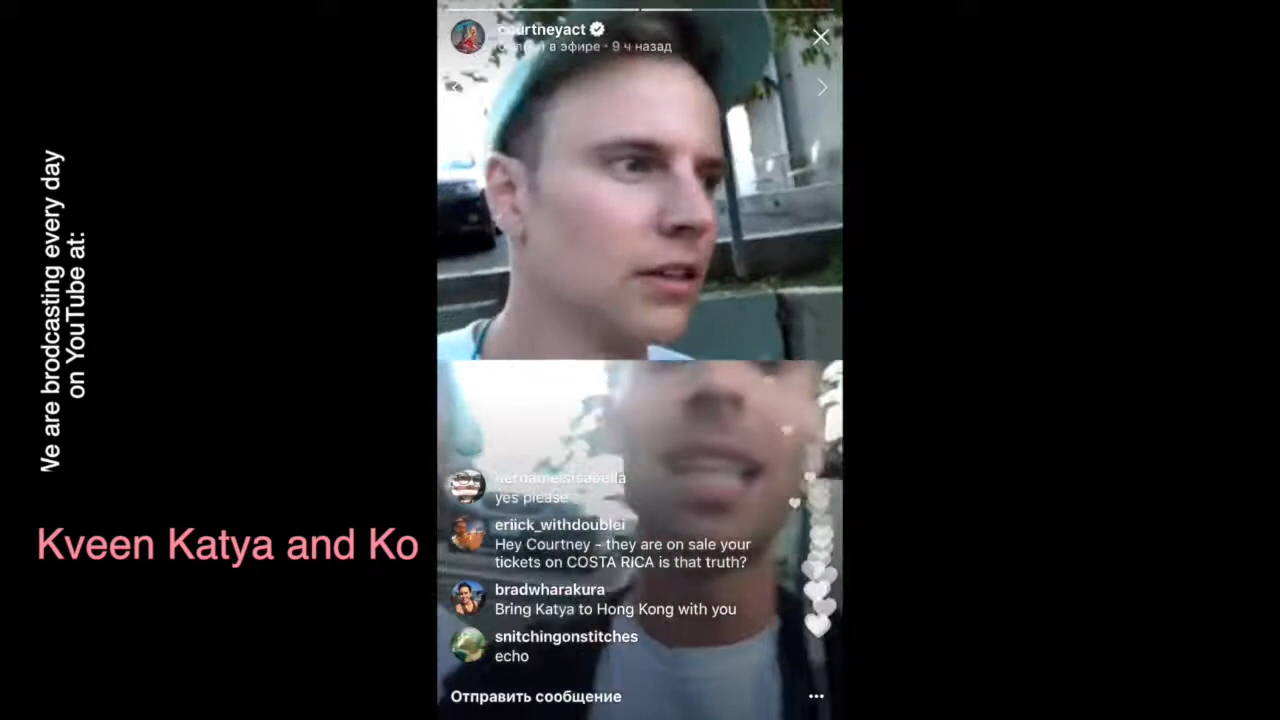 We are brodcasting every day
on YouTube at:
Kveen Katya and Ko
courtneyact
в эфире · 9 ч назад
hernameisisabella
yes please
eriick_withdoublei
Hey Courtney - they are on sale your
tickets on COSTA RICA is that truth?
bradwharakura
Bring Katya to Hong Kong with you
snitchingonstitches
echo
Отправить сообщение